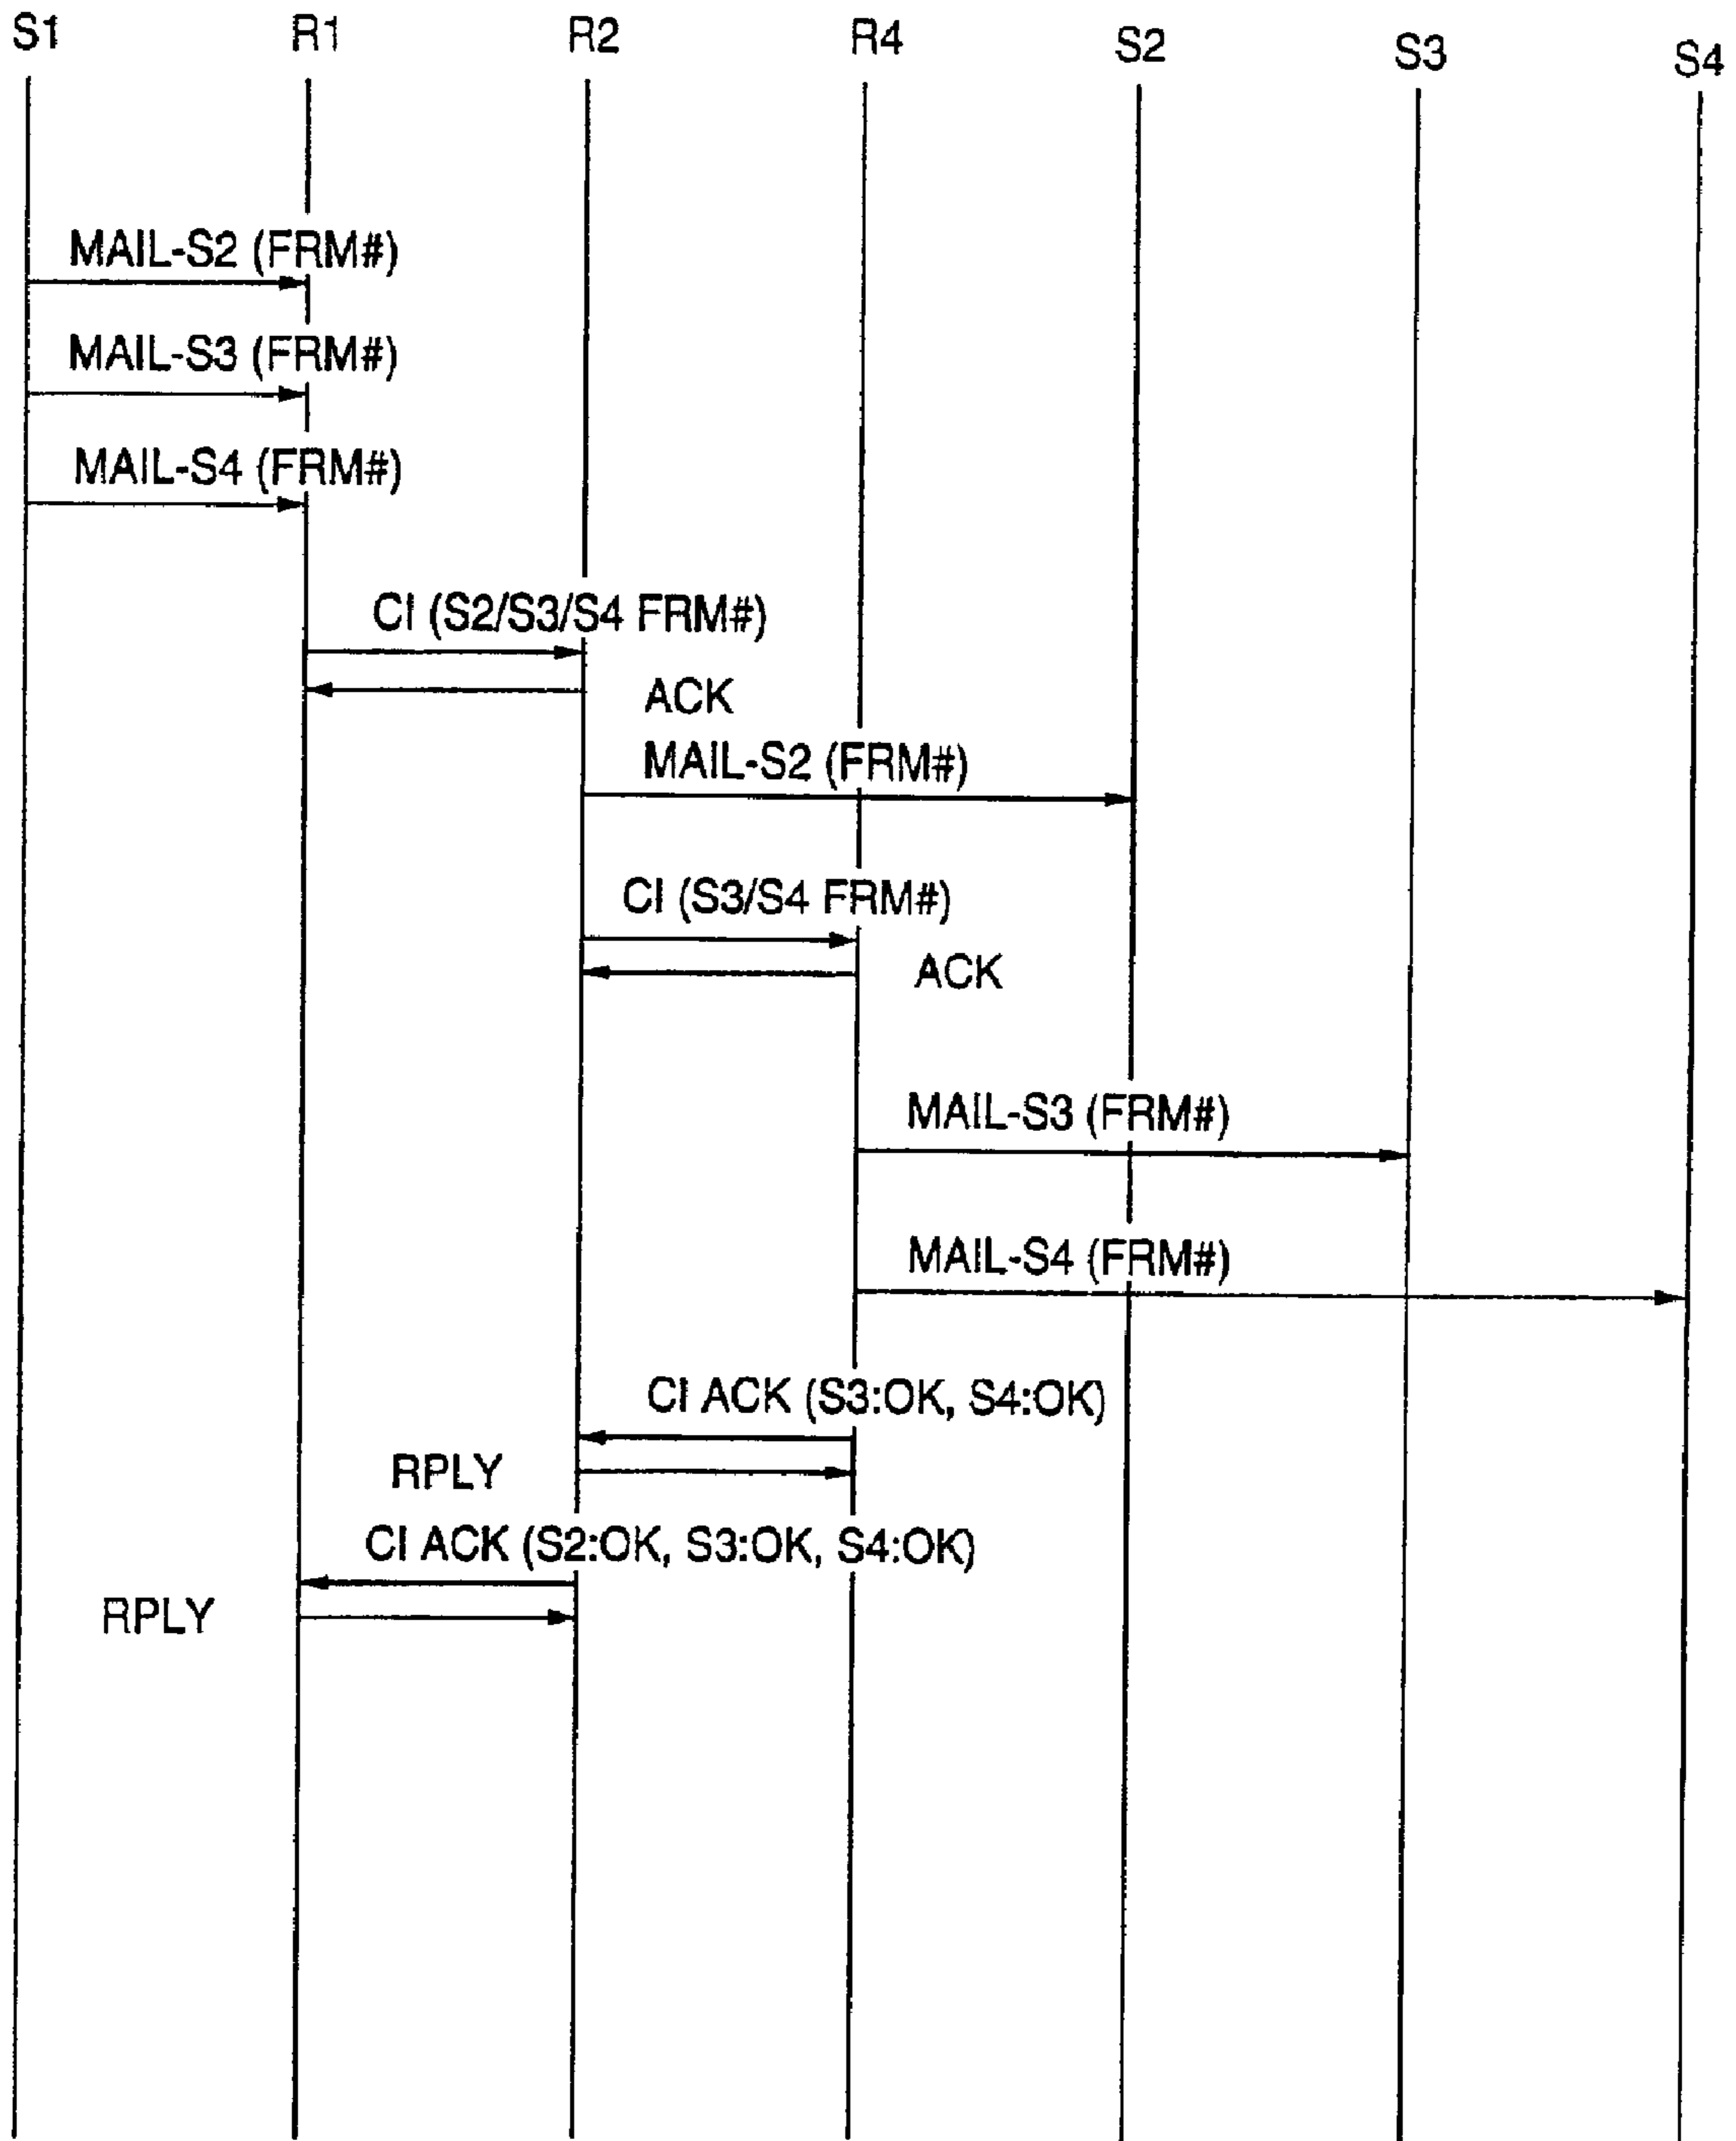 S1 R1 R2 R4 S2 S3 S4
MAIL-S2 (FRM#)
MAIL-S3 (FRM#)
MAIL-S4 (FRM#)
CI (S2/S3/S4 FRM#)
ACK
MAIL-S2 (FRM#)
CI (S3/S4 FRM#)
ACK
MAIL-S3 (FRM#)
MAIL-S4 (FRM#)
CI ACK (S3:OK, S4:OK)
RPLY
CI ACK (S2:OK, S3:OK, S4:OK)
RPLY